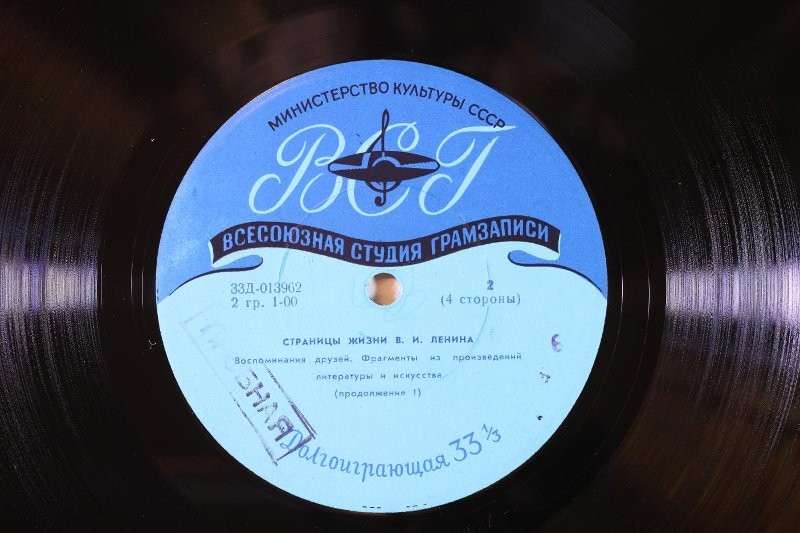 МИНИСТЕРСТВО КУЛЬТУРЫ СССР
ВСГ
ВСЕСОЮЗНАЯ СТУДИЯ ГРАМЗАПИСИ
33Д-013962
2 гр. 1-00
2
(4 стороны)
СТРАНИЦЫ ЖИЗНИ В. И. ЛЕНИНА
Воспоминания друзей. Фрагменты из произведений
литературы и искусства
(продолжение 1)
6
Долгоиграющая 33⅓